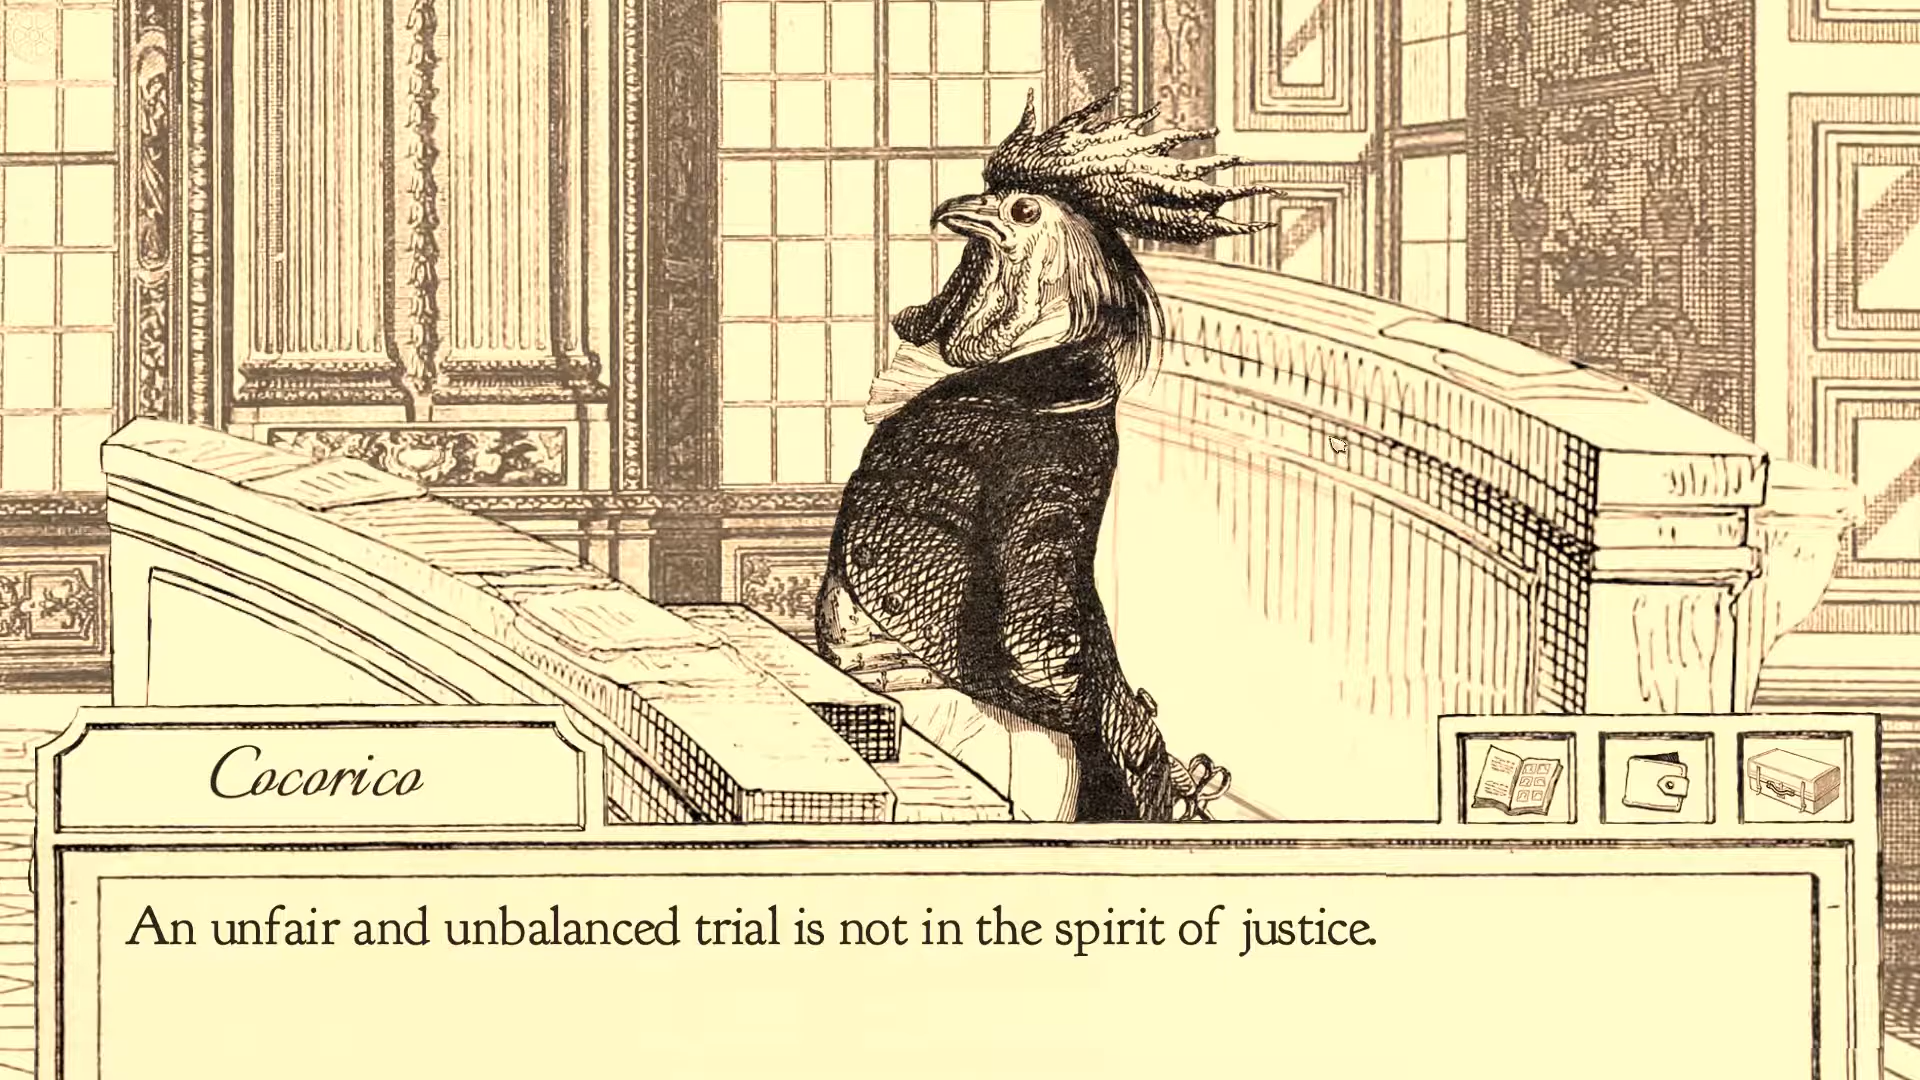 Cocorico
An unfair and unbalanced trial is not in the spirit of justice.